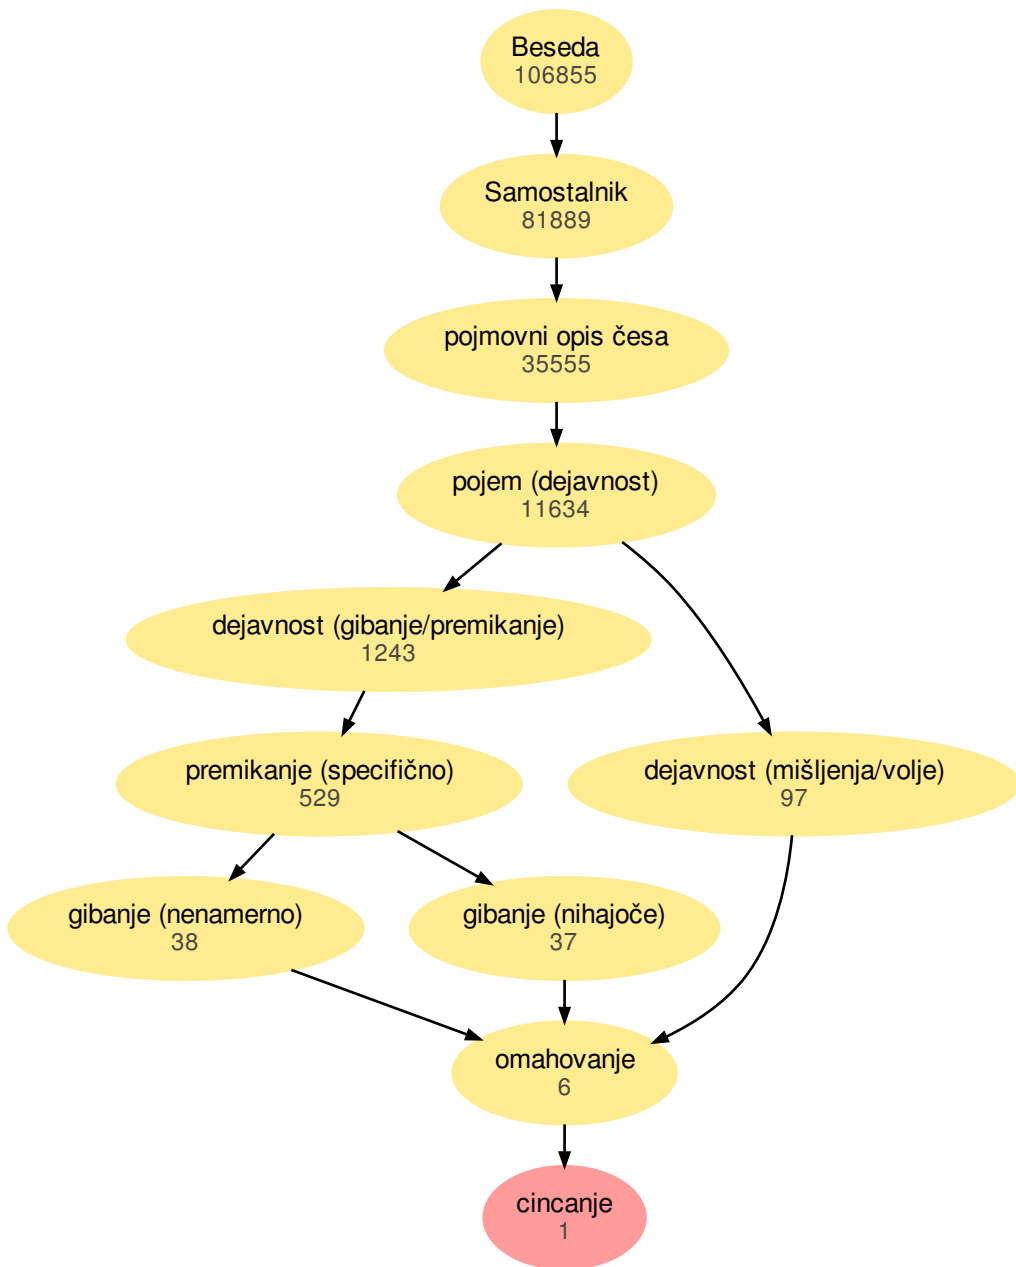 Beseda
106855
Samostalnik
81889
pojmovni opis česa
35555
pojem (dejavnost)
11634
dejavnost (gibanje/premikanje)
1243
premikanje (specifično)
529
dejavnost (mišljenja/volje)
97
gibanje (nenamerno)
38
gibanje (nihajoče)
37
omahovanje
6
cincanje
1